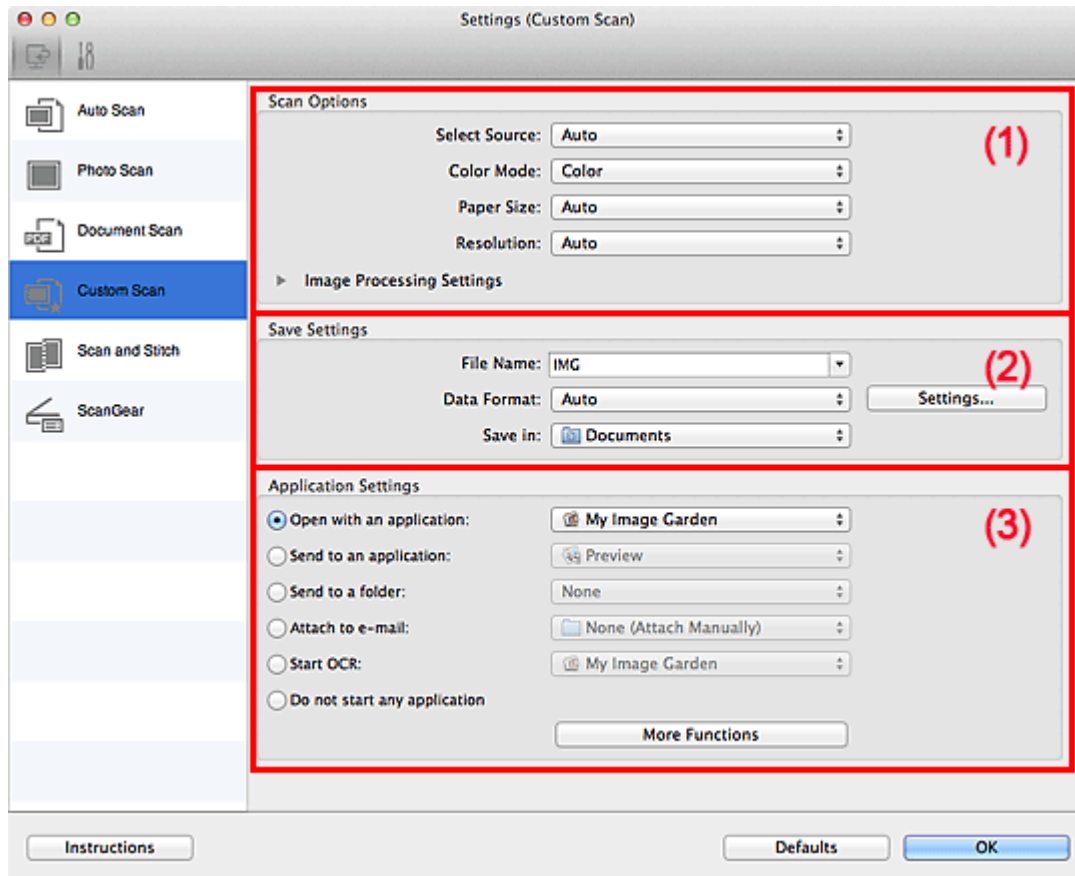 Settings (Custom Scan)
Auto Scan
Photo Scan
PDF
Document Scan
Custom Scan
Scan and Stitch
ScanGear
Scan Options
(1)
Select Source: Auto
Color Mode: Color
Paper Size: Auto
Resolution: Auto
Image Processing Settings
Save Settings
(2)
File Name: IMG
Data Format: Auto Settings...
Save in: Documents
Application Settings
(3)
Open with an application: My Image Garden
Send to an application: Preview
Send to a folder: None
Attach to e-mail: None (Attach Manually)
Start OCR: My Image Garden
Do not start any application
More Functions
Instructions Defaults OK